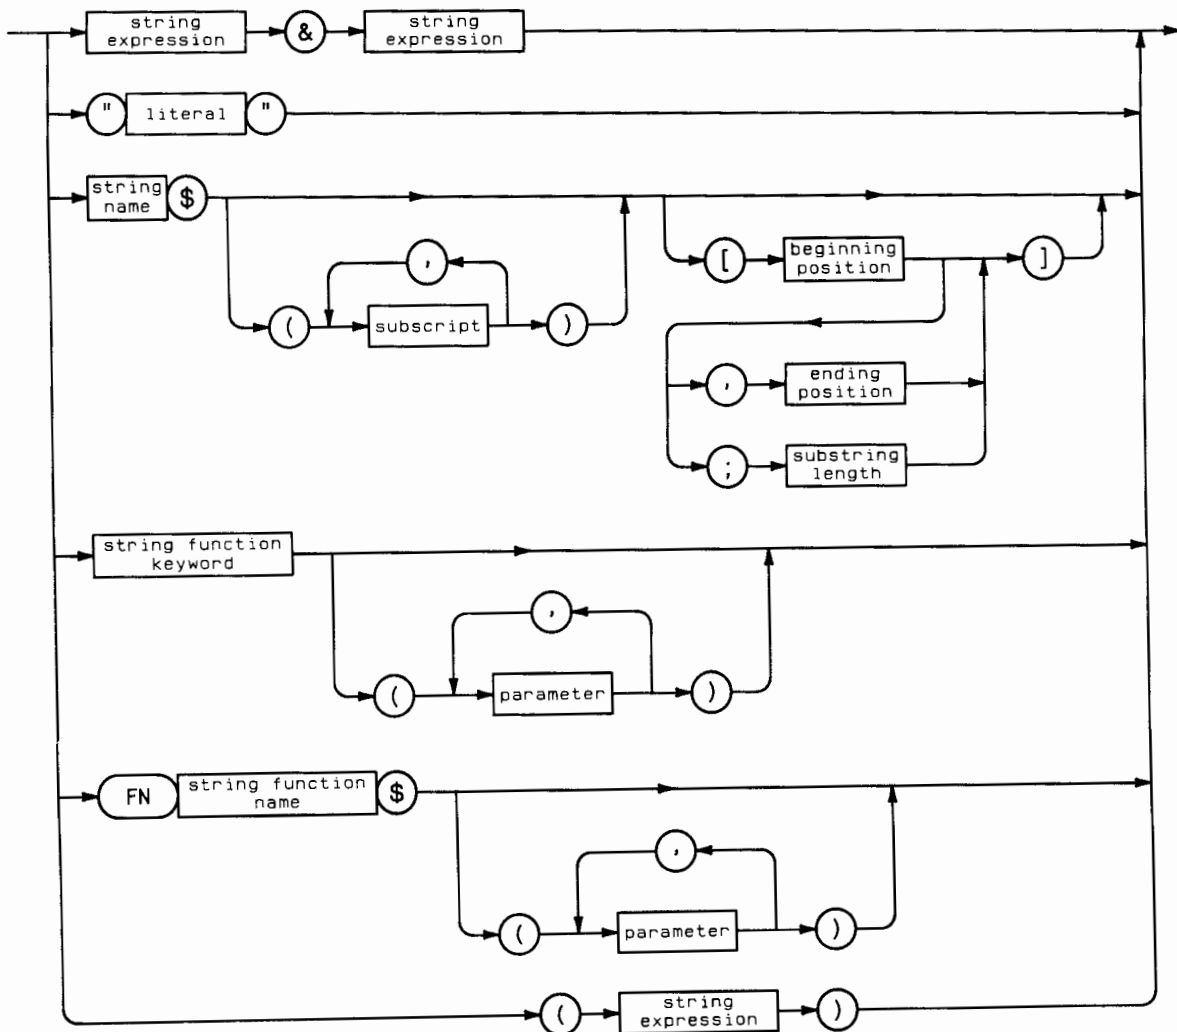 string expression & string expression
" literal "
string name $
,
( subscript )
[ beginning position ]
, ending position
; substring length
string function keyword
,
( parameter )
FN string function name $
,
( parameter )
( string expression )